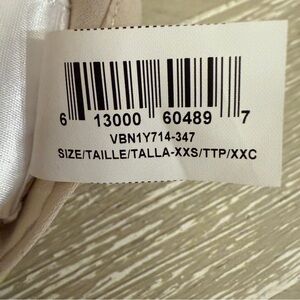 6 13000 60489 7
VBN1Y714-347
SIZE/TAILLE/TALLA-XXS/TTP/XXC